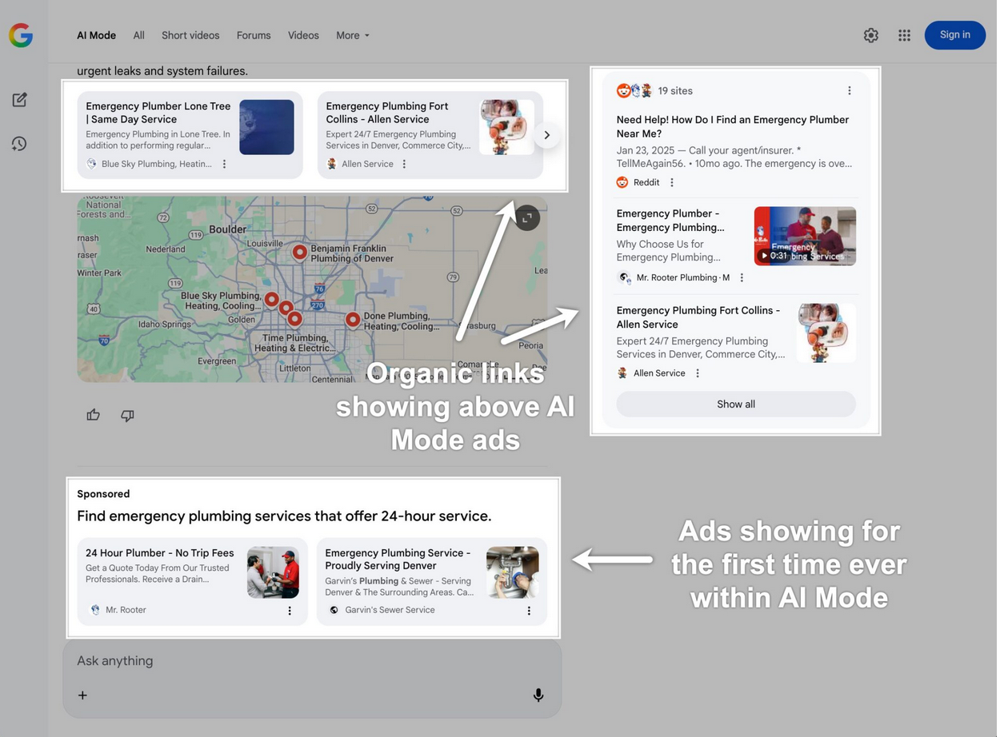 AI Mode
All
Short videos
Forums
Videos
More
Sign in
urgent leaks and system failures.
Emergency Plumber Lone Tree
| Same Day Service
Emergency Plumbing in Lone Tree. In
addition to performing regular...
Blue Sky Plumbing, Heatin...
Emergency Plumbing Fort
Collins - Allen Service
Expert 24/7 Emergency Plumbing
Services in Denver, Commerce City,...
Allen Service
Roosevelt
National
Forests and...
72
52
52
70
Boulder
119
Louisville
Nederland
Benjamin Franklin
Plumbing of Denver
79
Lea
rnash
raser
Winter Park
119
76
270
Blue Sky Plumbing,
Heating, Cooling...
40
Idaho Springs
Golden
Done Plumbing,
Heating, Cooling...
Strasburg
70
Time Plumbing,
Heating & Electric...
Peoria
Evergreen
Littleton
Comanche
Centennial
Organic links
showing above AI
Mode ads
19 sites
Need Help! How Do I Find an Emergency Plumber
Near Me?
Jan 23, 2025 — Call your agent/insurer. *
TellMeAgain56. • 10mo ago. The emergency is ove...
Reddit
Emergency Plumber -
Emergency Plumbing...
Why Choose Us for
Emergency Plumbing...
Emergency
0:31
bing Services
Mr. Rooter Plumbing · M
Emergency Plumbing Fort Collins -
Allen Service
Expert 24/7 Emergency Plumbing
Services in Denver, Commerce City,...
Allen Service
Show all
Sponsored
Find emergency plumbing services that offer 24-hour service.
24 Hour Plumber - No Trip Fees
Get a Quote Today From Our Trusted
Professionals. Receive a Drain...
Mr. Rooter
Emergency Plumbing Service -
Proudly Serving Denver
Garvin's Plumbing & Sewer - Serving
Denver & The Surrounding Areas. Ca...
Garvin's Sewer Service
Ads showing for
the first time ever
within AI Mode
Ask anything